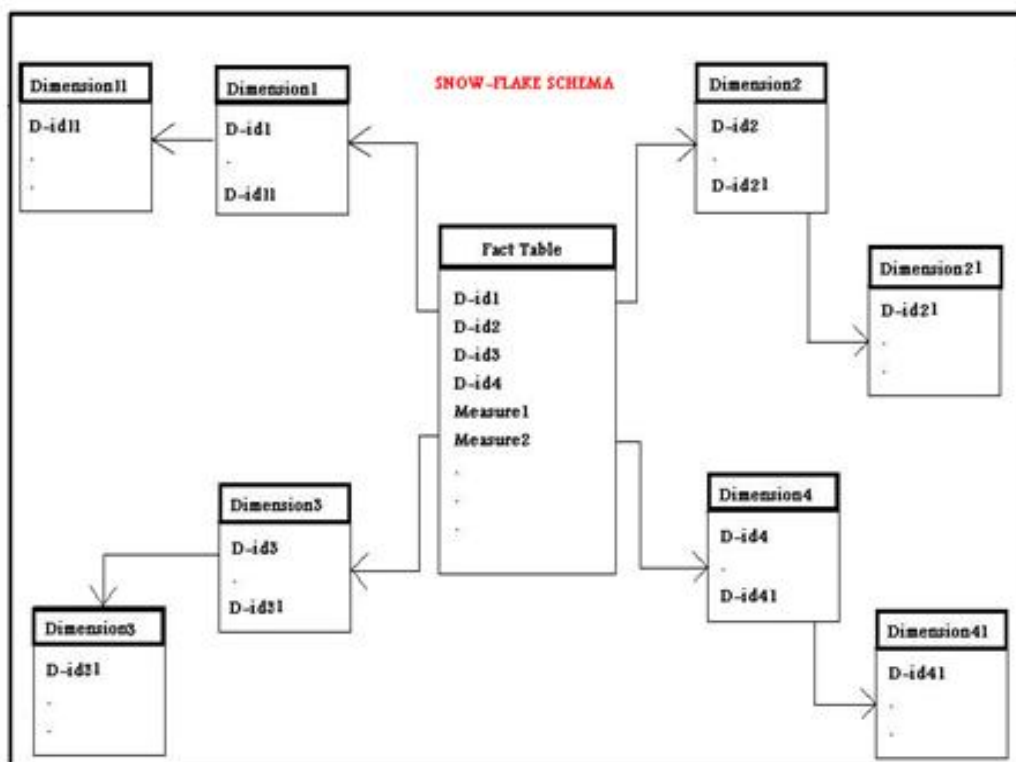 SNOW-FLAKE SCHEMA
Dimension11
D-id11
.
.
Dimension1
D-id1
.
D-id11
Dimension2
D-id2
.
D-id21
Dimension21
D-id21
.
.
Fact Table
D-id1
D-id2
D-id3
D-id4
Measure1
Measure2
.
.
.
Dimension3
D-id3
.
D-id31
Dimension3
D-id31
.
.
Dimension4
D-id4
.
D-id41
Dimension41
D-id41
.
.